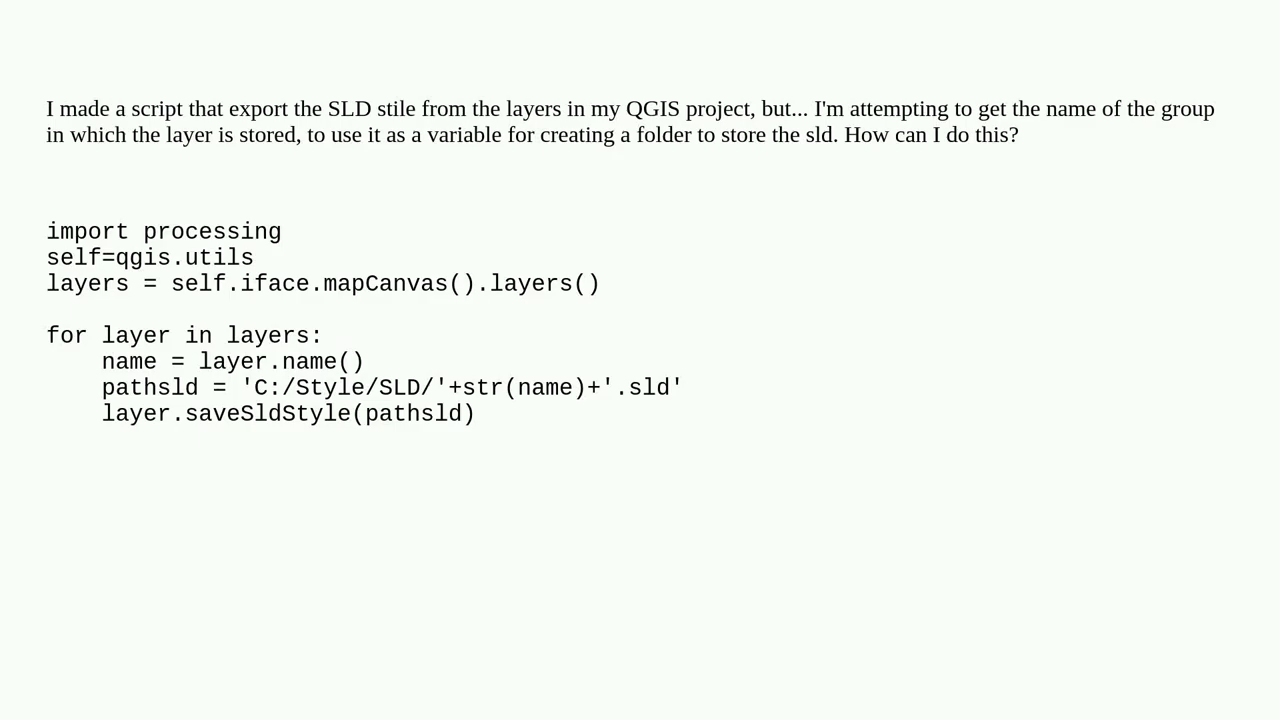 I made a script that export the SLD stile from the layers in my QGIS project, but... I'm attempting to get the name of the group
in which the layer is stored, to use it as a variable for creating a folder to store the sld. How can I do this?
import processing
self=qgis.utils
layers = self.iface.mapCanvas().layers()
for layer in layers:
    name = layer.name()
    pathsld = 'C:/Style/SLD/'+str(name)+'.sld'
    layer.saveSldStyle(pathsld)